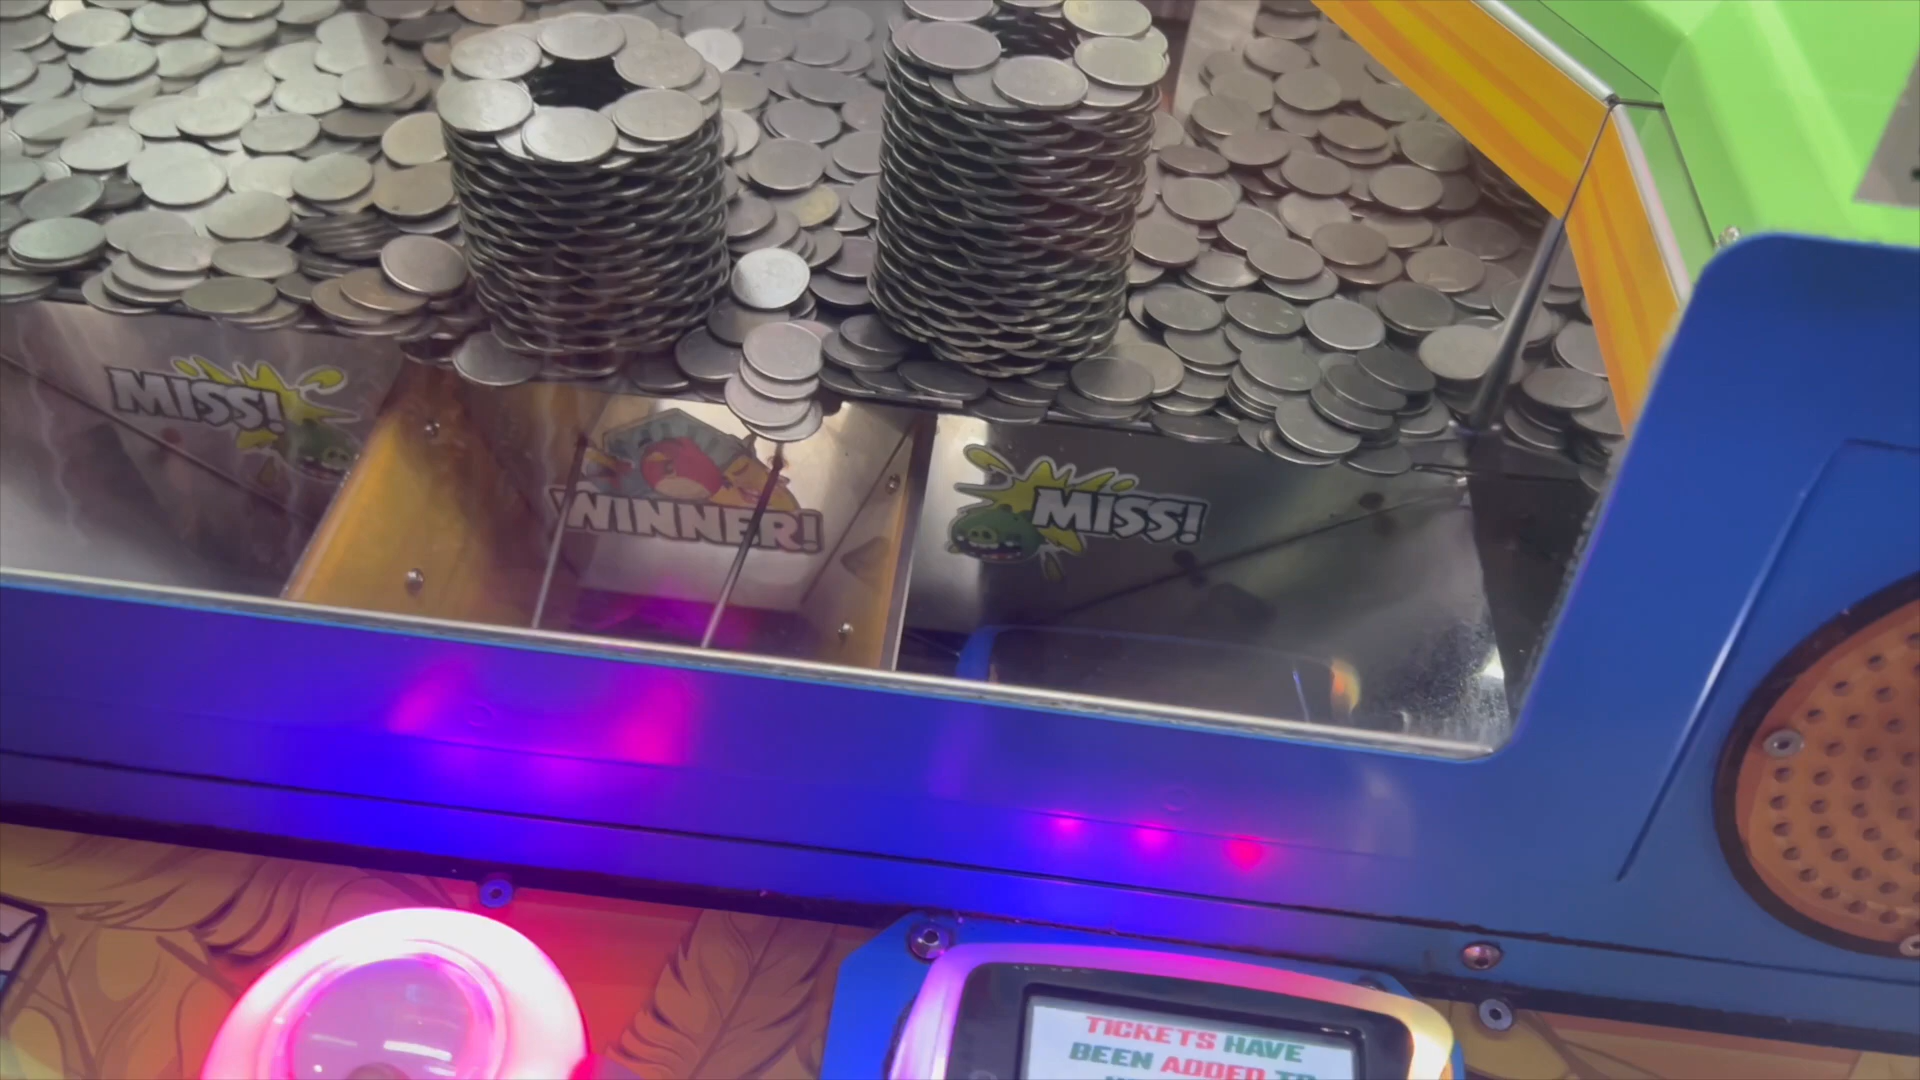 MISS!
WINNER!
MISS!
TICKETS HAVE
BEEN ADDED TO